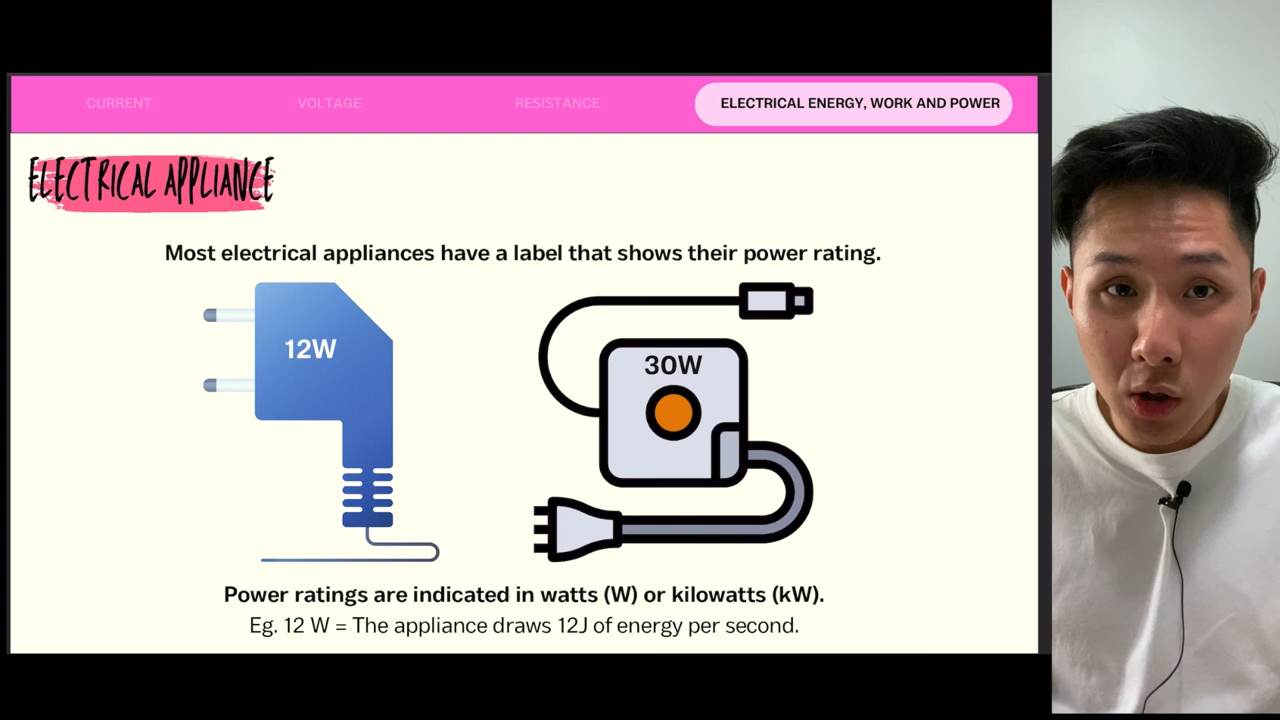 CURRENT
VOLTAGE
RESISTANCE
ELECTRICAL ENERGY, WORK AND POWER
ELECTRICAL APPLIANCE
Most electrical appliances have a label that shows their power rating.
12W
30W
Power ratings are indicated in watts (W) or kilowatts (kW).
Eg. 12 W = The appliance draws 12J of energy per second.